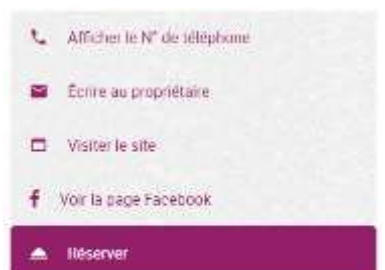 Afficher le N° de téléphone
Écrire au propriétaire
Visiter le site
Voir la page Facebook
Réserver